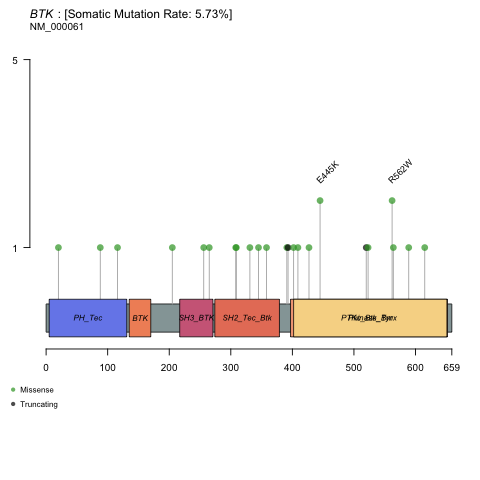 BTK : [Somatic Mutation Rate: 5.73%]
NM_000061
5
E445K
R562W
1
PH_Tec
BTK
SH3_BTK
SH2_Tec_Btk
0
100
200
300
400
500
600
659
Missense
Truncating